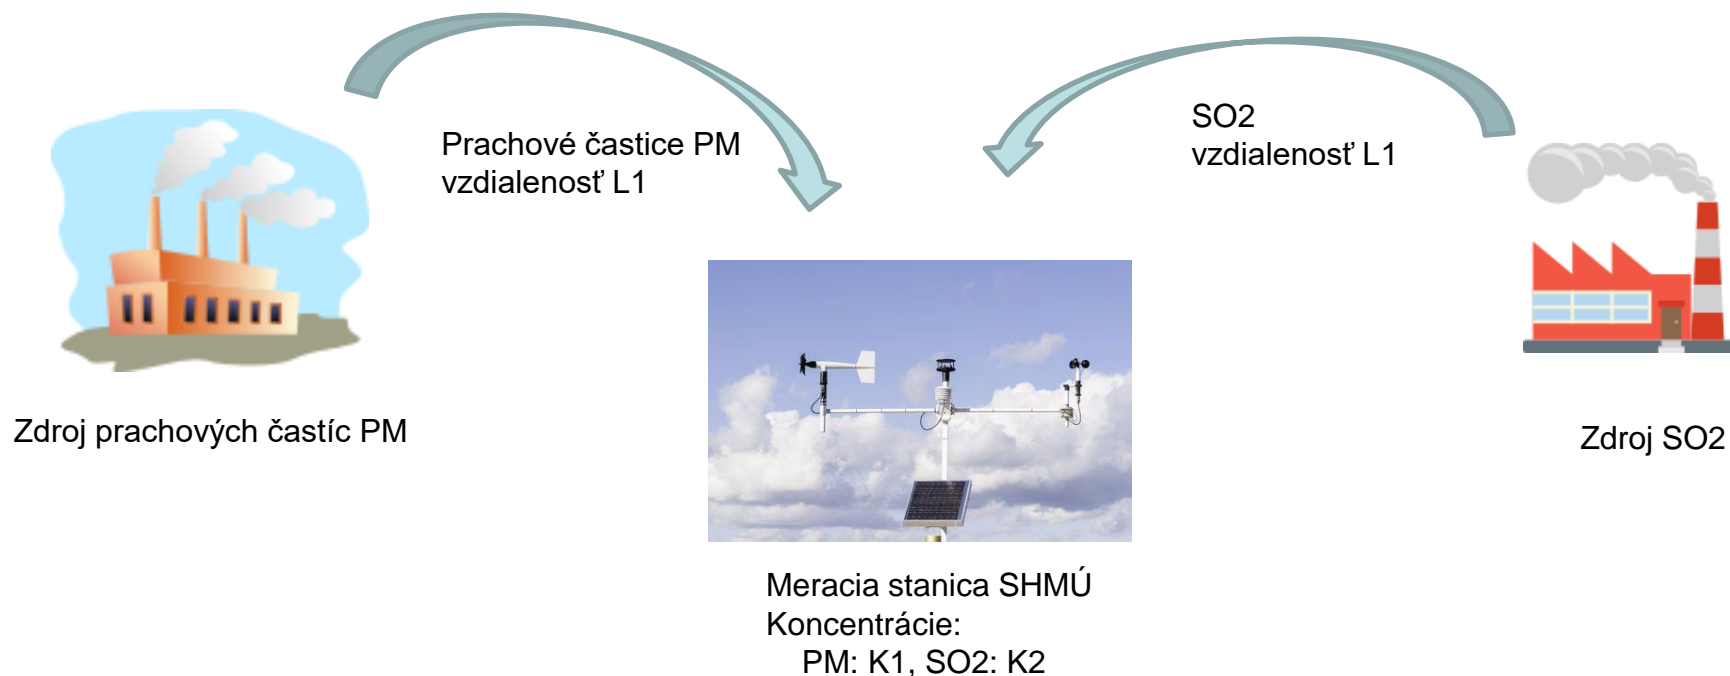 Prachové častice PM
vzdialenosť L1
SO2
vzdialenosť L1
Zdroj prachových častíc PM
Zdroj SO2
Meracia stanica SHMÚ
Koncentrácie:
PM: K1, SO2: K2